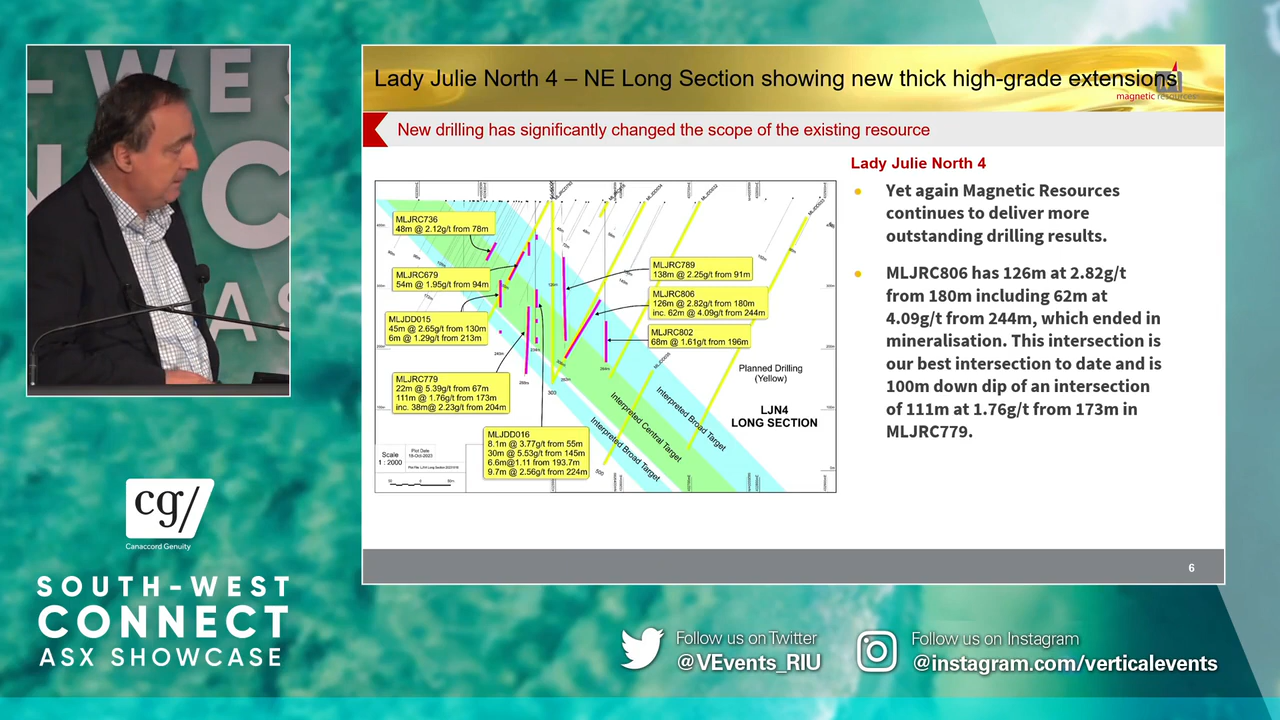 - W E S
N C
A S
Lady Julie North 4 – NE Long Section showing new thick high-grade extensions
magnetic resources
New drilling has significantly changed the scope of the existing resource
Lady Julie North 4
Yet again Magnetic Resources
continues to deliver more
outstanding drilling results.
MLJRC806 has 126m at 2.82g/t
from 180m including 62m at
4.09g/t from 244m, which ended in
mineralisation. This intersection is
our best intersection to date and is
100m down dip of an intersection
of 111m at 1.76g/t from 173m in
MLJRC779.
MLJRC736
48m @ 2.12g/t from 78m
MLJRC679
54m @ 1.95g/t from 94m
MLJDD015
45m @ 2.65g/t from 130m
6m @ 1.29g/t from 213m
MLJRC779
22m @ 5.39g/t from 67m
111m @ 1.76g/t from 173m
inc. 38m@ 2.23g/t from 204m
MLJDD016
8.1m @ 3.77g/t from 55m
30m @ 5.53g/t from 145m
6.6m@1.11 from 193.7m
9.7m @ 2.56g/t from 224m
MLJRC789
138m @ 2.25g/t from 91m
MLJRC806
126m @ 2.82g/t from 180m
inc. 62m @ 4.09g/t from 244m
MLJRC802
68m @ 1.61g/t from 196m
Planned Drilling
(Yellow)
LJN4
LONG SECTION
Interpreted Broad Target
Interpreted Central Target
Interpreted Broad Target
Scale
1 : 2000
Plot Date
18-Oct-2023
303
500
6
cg/
Canaccord Genuity
SOUTH-WEST
CONNECT
ASX SHOWCASE
Follow us on Twitter
@VEvents_RIU
Follow us on Instagram
@instagram.com/verticalevents